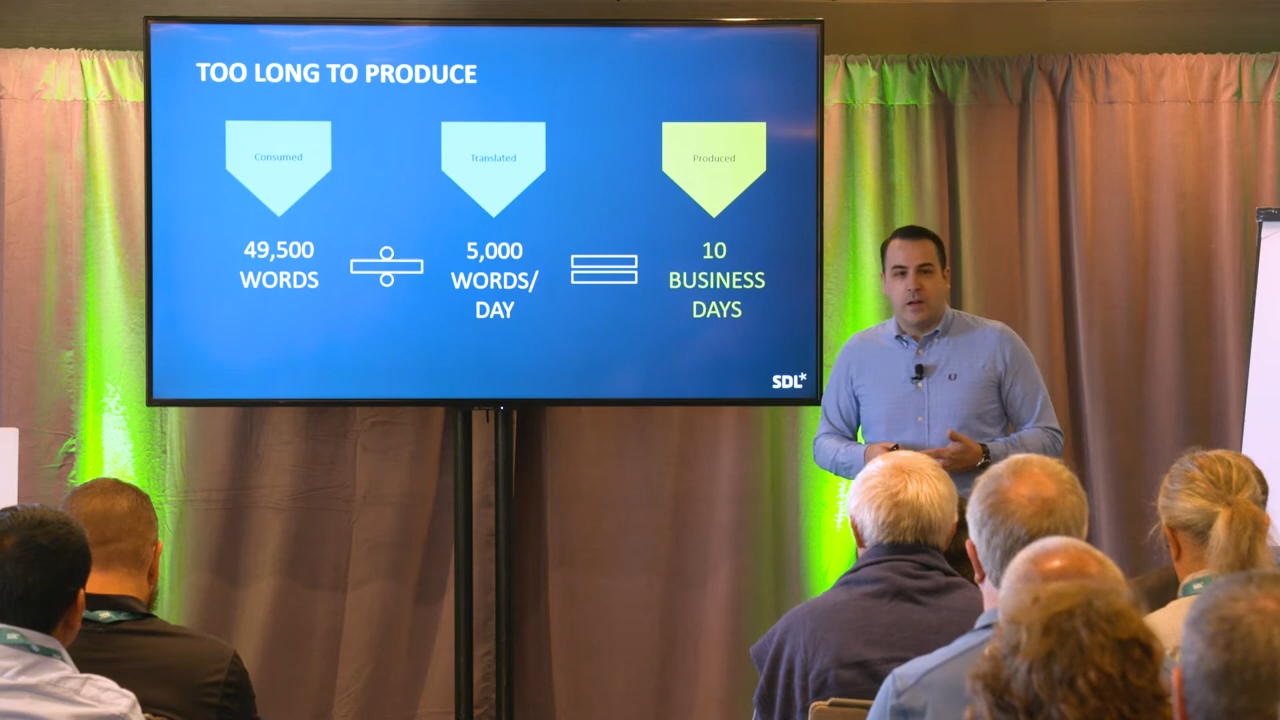 TOO LONG TO PRODUCE
Consumed
Translated
Produced
49,500
WORDS
5,000
WORDS/
DAY
10
BUSINESS
DAYS
SDL*